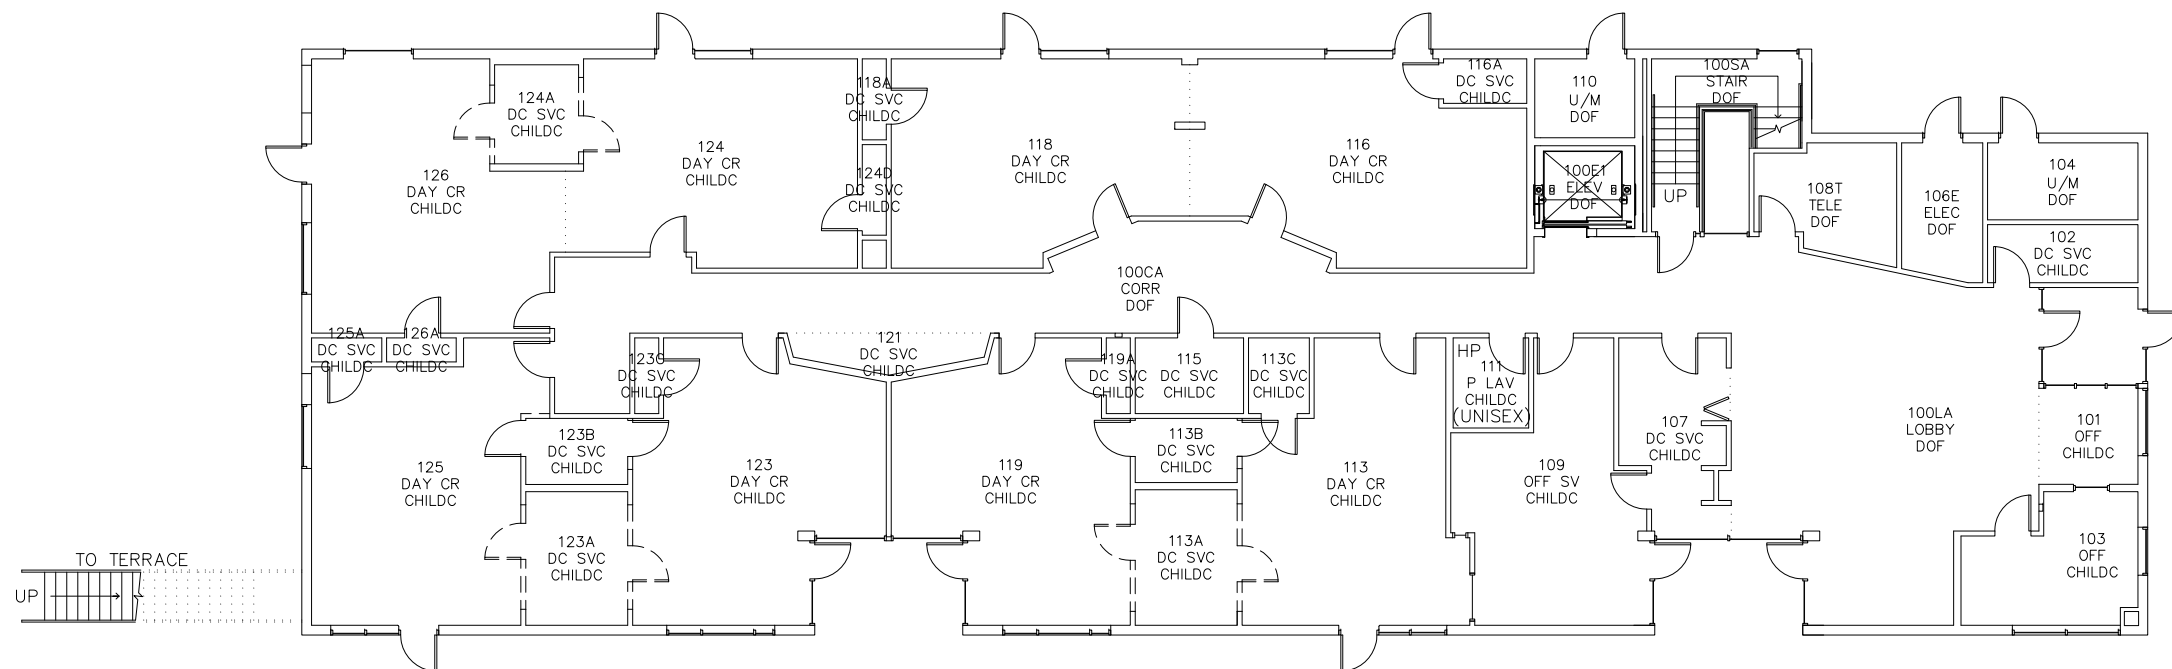 124A
DC SVC
CHILDC
118A
DC SVC
CHILDC
116A
DC SVC
CHILDC
110
U/M
DOF
100SA
STAIR
DOF
126
DAY CR
CHILDC
124
DAY CR
CHILDC
124D
DC SVC
CHILDC
118
DAY CR
CHILDC
116
DAY CR
CHILDC
100E1
ELEV
DOF
UP
108T
TELE
DOF
106E
ELEC
DOF
104
U/M
DOF
102
DC SVC
CHILDC
100CA
CORR
DOF
125A
DC SVC
CHILDC
126A
DC SVC
CHILDC
123C
DC SVC
CHILDC
121
DC SVC
CHILDC
119A
DC SVC
CHILDC
115
DC SVC
CHILDC
113C
DC SVC
CHILDC
HP
111
P LAV
CHILDC
(UNISEX)
107
DC SVC
CHILDC
100LA
LOBBY
DOF
101
OFF
CHILDC
125
DAY CR
CHILDC
123B
DC SVC
CHILDC
123
DAY CR
CHILDC
119
DAY CR
CHILDC
113B
DC SVC
CHILDC
113
DAY CR
CHILDC
109
OFF SV
CHILDC
123A
DC SVC
CHILDC
113A
DC SVC
CHILDC
103
OFF
CHILDC
TO TERRACE
UP